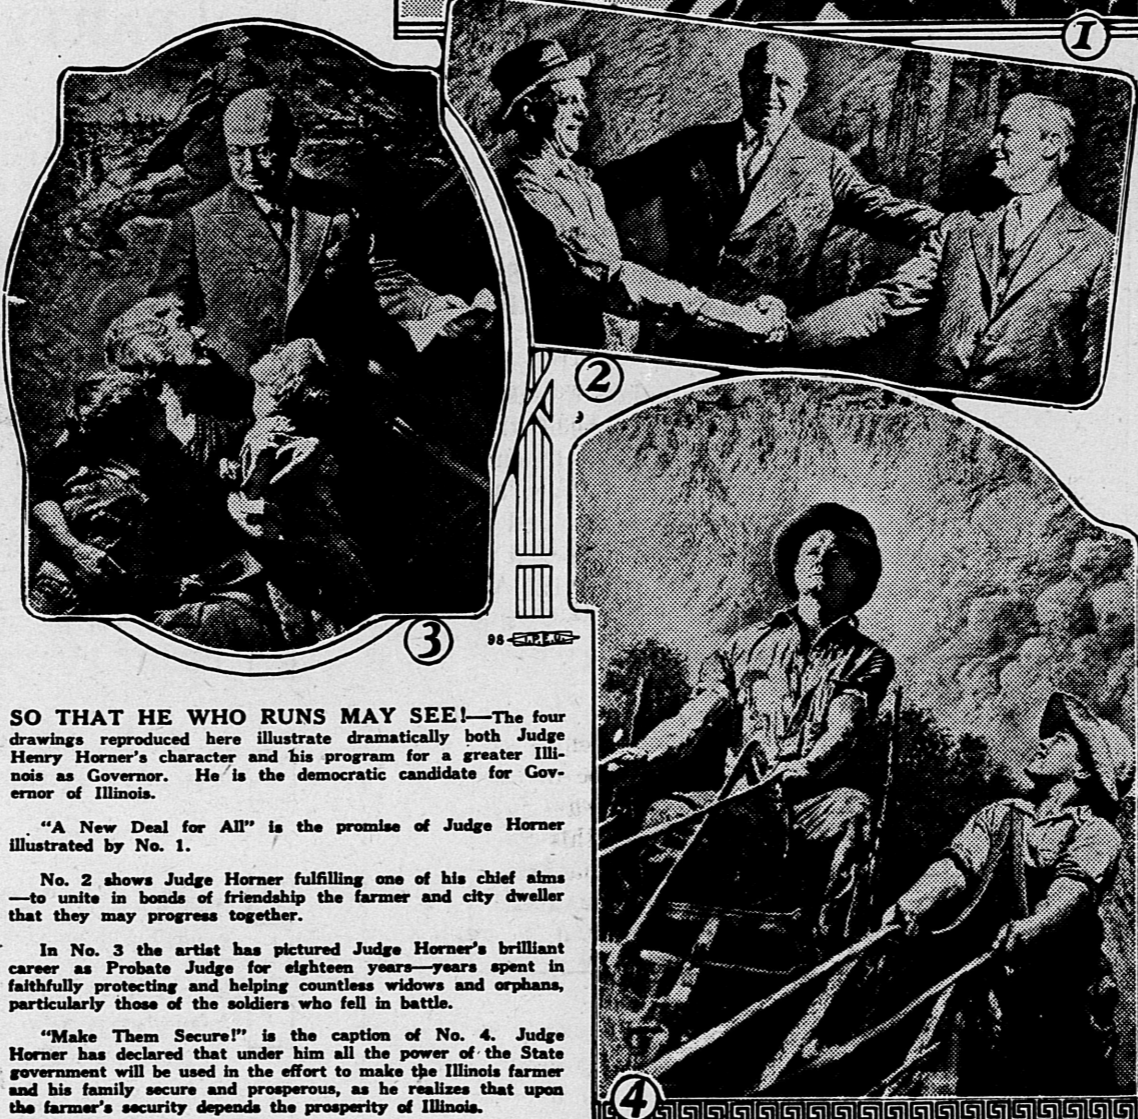 1
2
3
98 I.P.E.U.
SO THAT HE WHO RUNS MAY SEE!—The four
drawings reproduced here illustrate dramatically both Judge
Henry Horner's character and his program for a greater Illi-
nois as Governor. He is the democratic candidate for Gov-
ernor of Illinois.
"A New Deal for All" is the promise of Judge Horner
illustrated by No. 1.
No. 2 shows Judge Horner fulfilling one of his chief aims
—to unite in bonds of friendship the farmer and city dweller
that they may progress together.
In No. 3 the artist has pictured Judge Horner's brilliant
career as Probate Judge for eighteen years—years spent in
faithfully protecting and helping countless widows and orphans,
particularly those of the soldiers who fell in battle.
"Make Them Secure!" is the caption of No. 4. Judge
Horner has declared that under him all the power of the State
government will be used in the effort to make the Illinois farmer
and his family secure and prosperous, as he realizes that upon
the farmer's security depends the prosperity of Illinois.
4